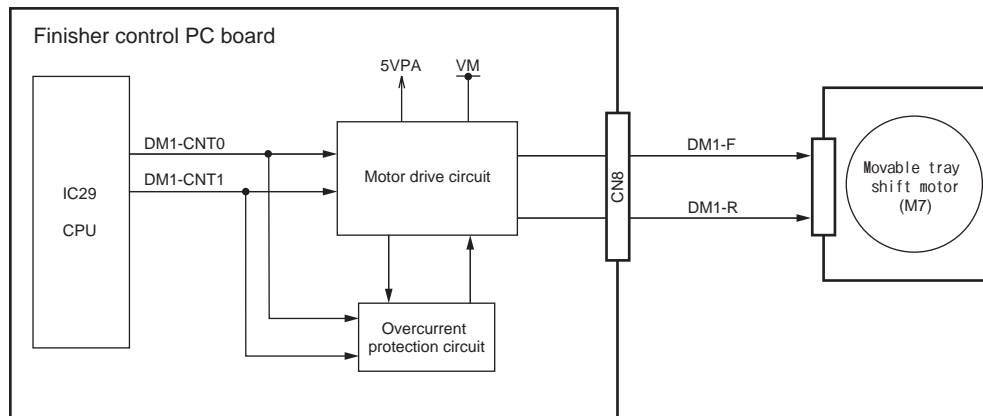 Finisher control PC board
5VPA
VM
DM1-CNT0
DM1-CNT1
IC29
CPU
Motor drive circuit
CN8
DM1-F
DM1-R
Movable tray
shift motor
(M7)
Overcurrent
protection circuit